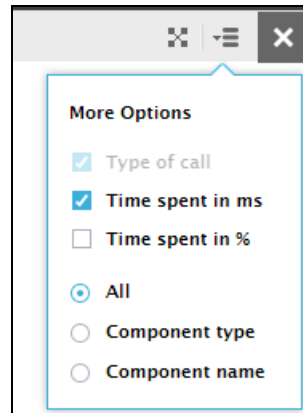 More Options
Type of call
Time spent in ms
Time spent in %
All
Component type
Component name